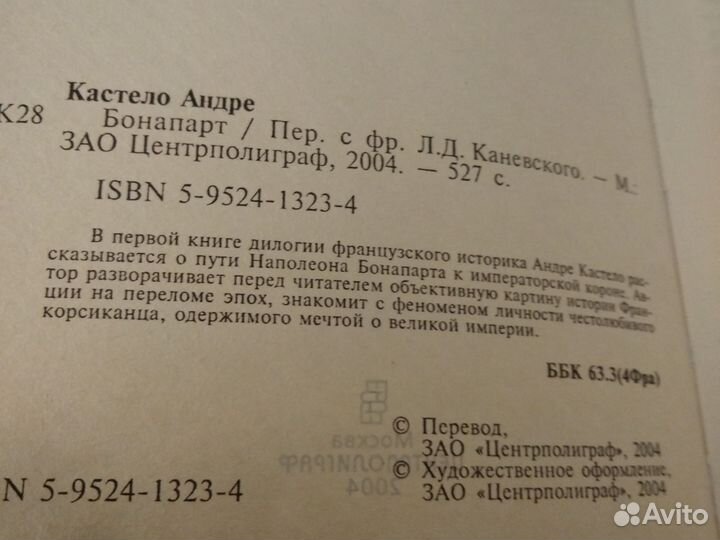 Кастело Андре
К28 Бонапарт / Пер. с фр. Л.Д. Каневского. — М.:
ЗАО Центрполиграф, 2004. — 527 с.
ISBN 5-9524-1323-4
В первой книге дилогии французского историка Андре Кастело рас-
сказывается о пути Наполеона Бонапарта к императорской короне. Ав-
тор разворачивает перед читателем объективную картину истории Фран-
ции на переломе эпох, знакомит с феноменом личности честолюбивого
корсиканца, одержимого мечтой о великой империи.
ББК 63.3(4Фра)
© Перевод,
ЗАО «Центрполиграф», 2004
© Художественное оформление,
ЗАО «Центрполиграф», 2004
N 5-9524-1323-4
Москва
ЦЕНТРПОЛИГРАФ
2004
Avito